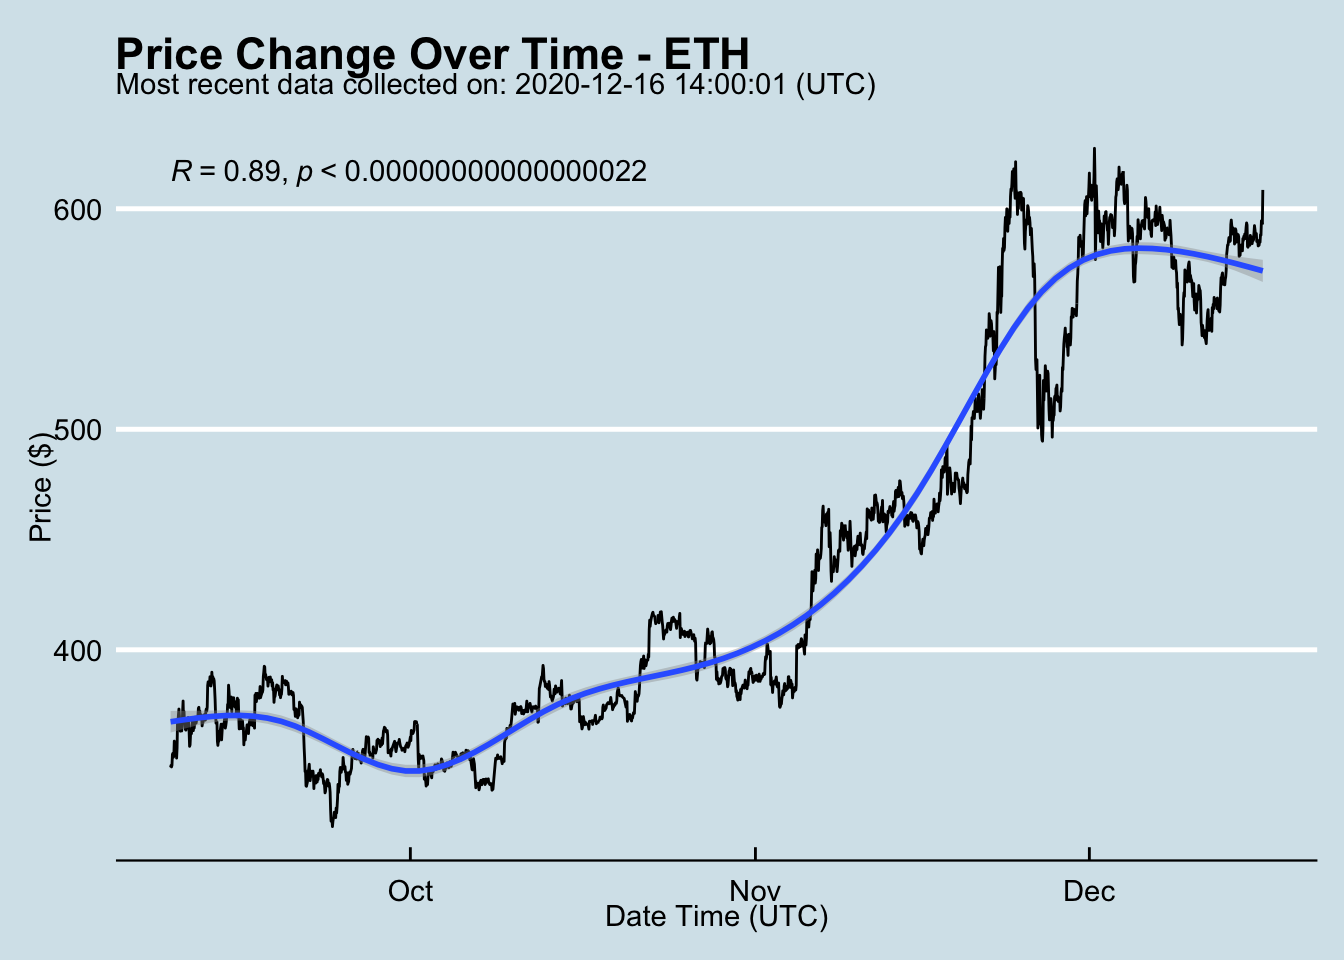 Price Change Over Time - ETH
Most recent data collected on: 2020-12-16 14:00:01 (UTC)
R = 0.89, p < 0.00000000000000022
600
500
400
Price ($)
Oct Nov Dec
Date Time (UTC)